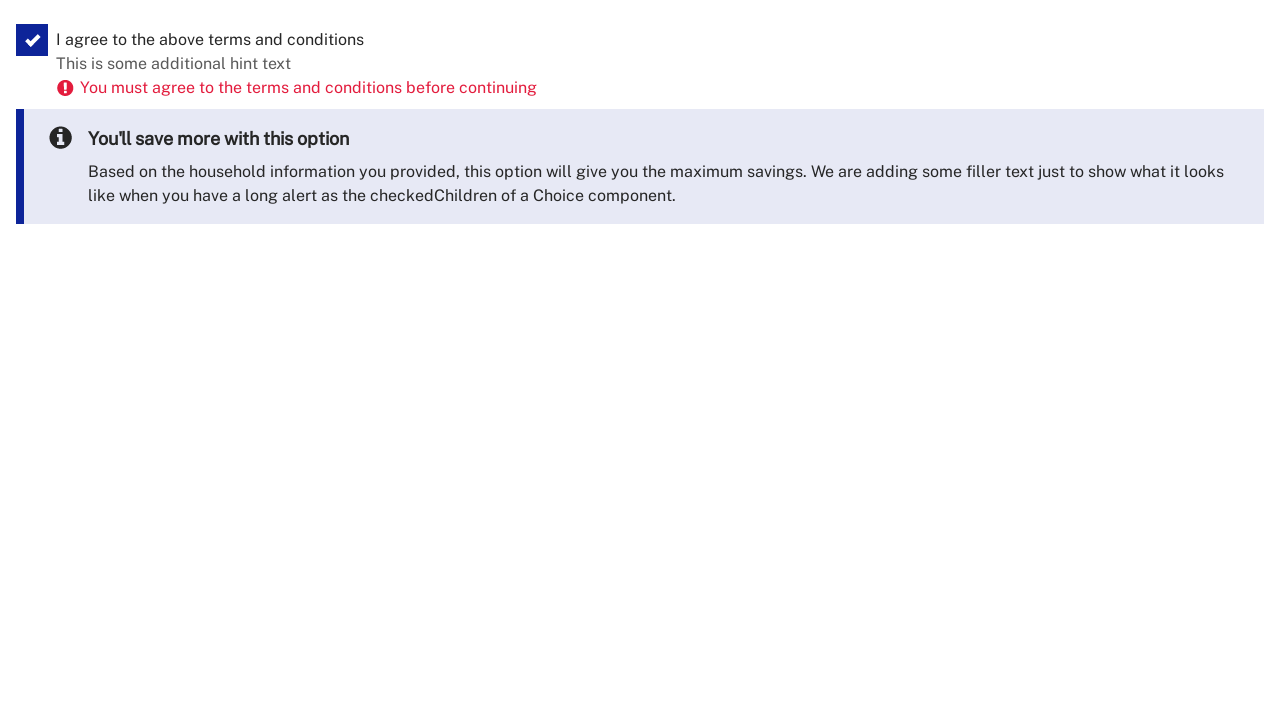 I agree to the above terms and conditions
This is some additional hint text
You must agree to the terms and conditions before continuing
You'll save more with this option
Based on the household information you provided, this option will give you the maximum savings. We are adding some filler text just to show what it looks
like when you have a long alert as the checkedChildren of a Choice component.